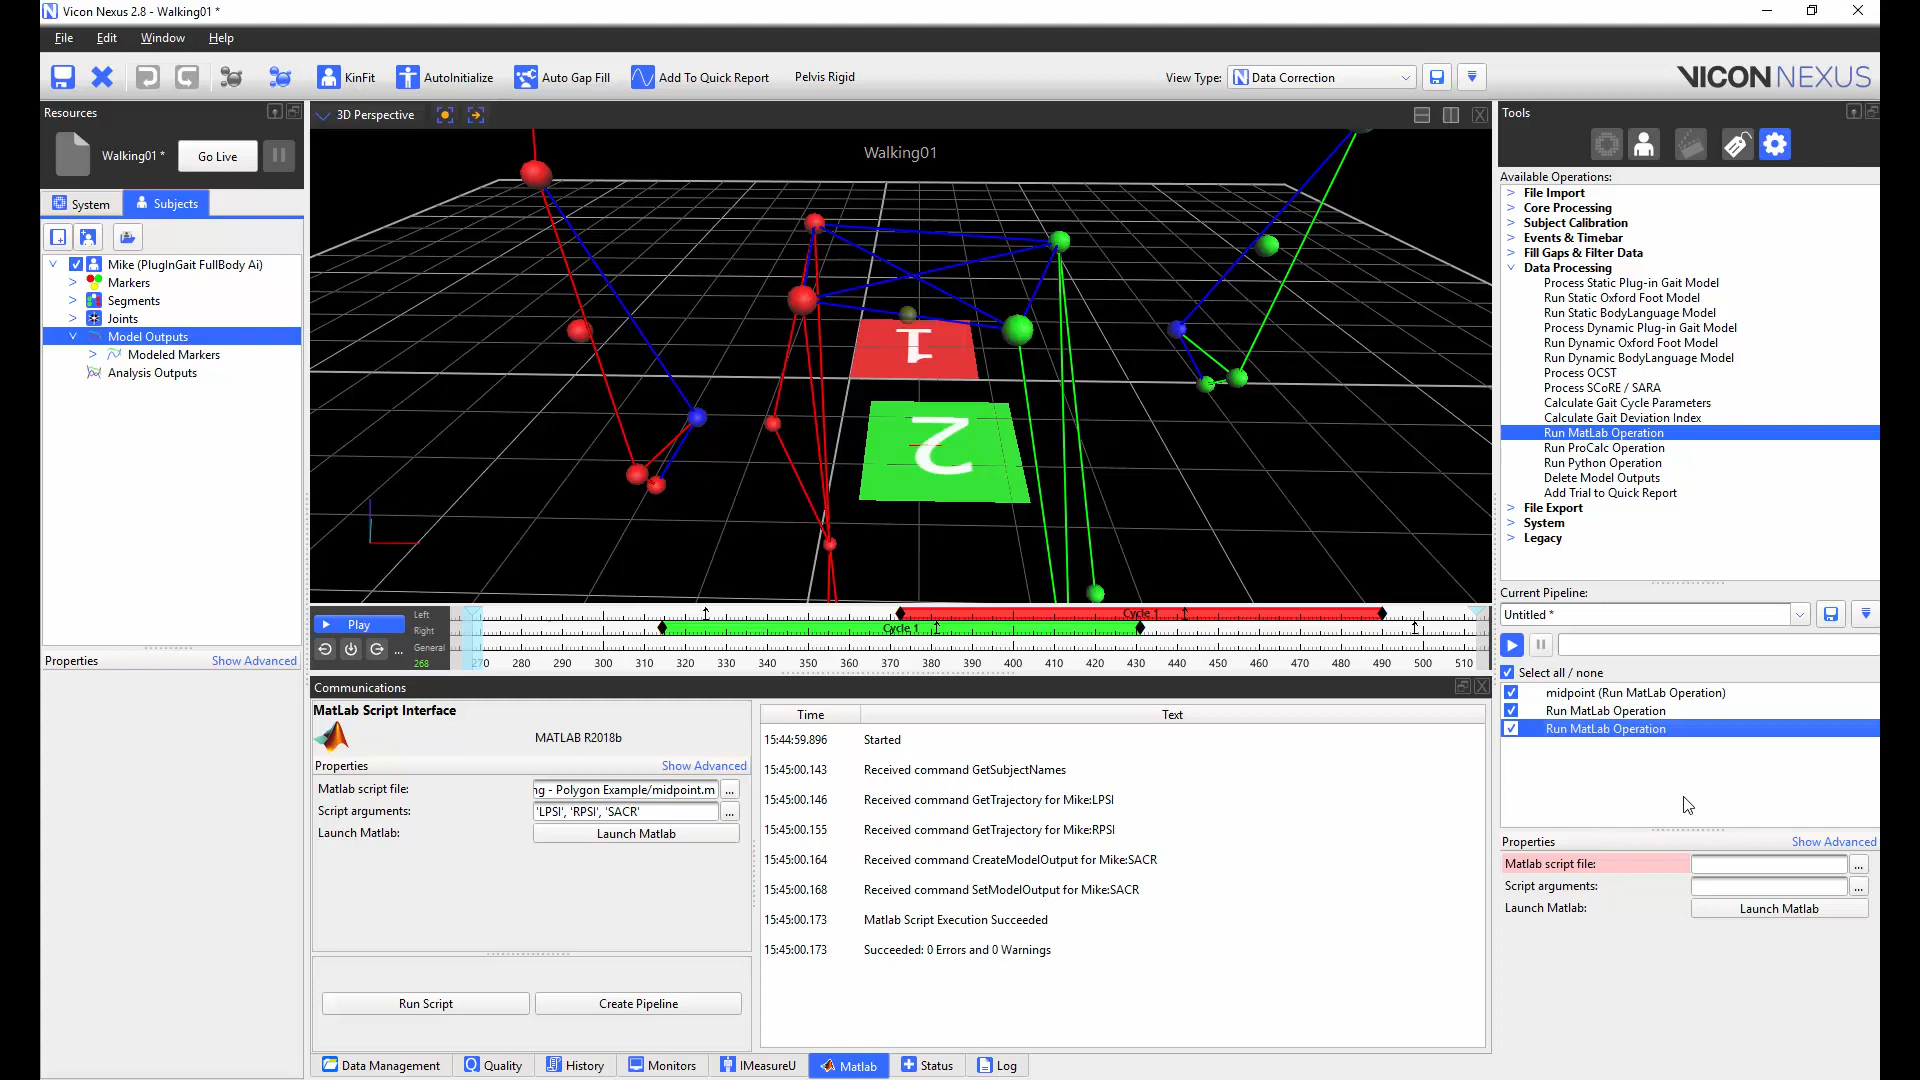 Vicon Nexus 2.8 - Walking01 *
File Edit Window Help
KinFit AutoInitialize Auto Gap Fill Add To Quick Report Pelvis Rigid View Type: Data Correction VICON NEXUS
Resources
Walking01 * Go Live
System Subjects
Mike (PlugInGait FullBody Ai)
Markers
Segments
Joints
Model Outputs
Modeled Markers
Analysis Outputs
Properties Show Advanced
3D Perspective
Walking01
1
2
Play
Left
Right
General
268
Cycle 1
Cycle 1
270 280 290 300 310 320 330 340 350 360 370 380 390 400 410 420 430 440 450 460 470 480 490 500 510
Communications
MatLab Script Interface
MATLAB R2018b
Properties Show Advanced
Matlab script file: ng - Polygon Example/midpoint.m ...
Script arguments: 'LPSI', 'RPSI', 'SACR' ...
Launch Matlab: Launch Matlab
Run Script Create Pipeline
Time Text
15:44:59.896 Started
15:45:00.143 Received command GetSubjectNames
15:45:00.146 Received command GetTrajectory for Mike:LPSI
15:45:00.155 Received command GetTrajectory for Mike:RPSI
15:45:00.164 Received command CreateModelOutput for Mike:SACR
15:45:00.168 Received command SetModelOutput for Mike:SACR
15:45:00.173 Matlab Script Execution Succeeded
15:45:00.173 Succeeded: 0 Errors and 0 Warnings
Data Management Quality History Monitors IMeasureU Matlab Status Log
Tools
Available Operations:
File Import
Core Processing
Subject Calibration
Events & Timebar
Fill Gaps & Filter Data
Data Processing
Process Static Plug-in Gait Model
Run Static Oxford Foot Model
Run Static BodyLanguage Model
Process Dynamic Plug-in Gait Model
Run Dynamic Oxford Foot Model
Run Dynamic BodyLanguage Model
Process OCST
Process SCoRE / SARA
Calculate Gait Cycle Parameters
Calculate Gait Deviation Index
Run MatLab Operation
Run ProCalc Operation
Run Python Operation
Delete Model Outputs
Add Trial to Quick Report
File Export
System
Legacy
Current Pipeline:
Untitled *
Select all / none
midpoint (Run MatLab Operation)
Run MatLab Operation
Run MatLab Operation
Properties Show Advanced
Matlab script file: ...
Script arguments: ...
Launch Matlab: Launch Matlab